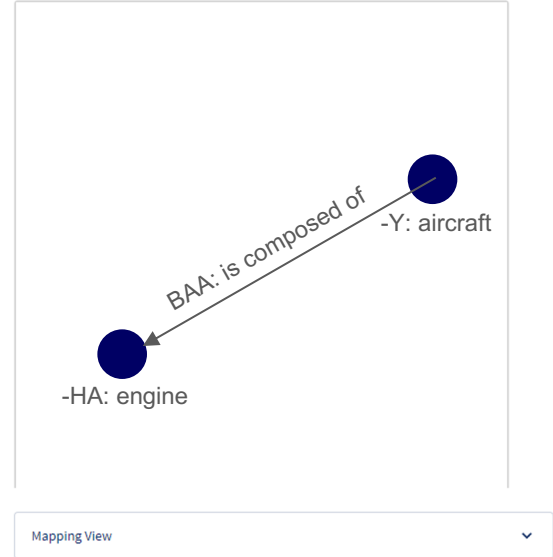 -Y: aircraft
BAA: is composed of
-HA: engine
Mapping View